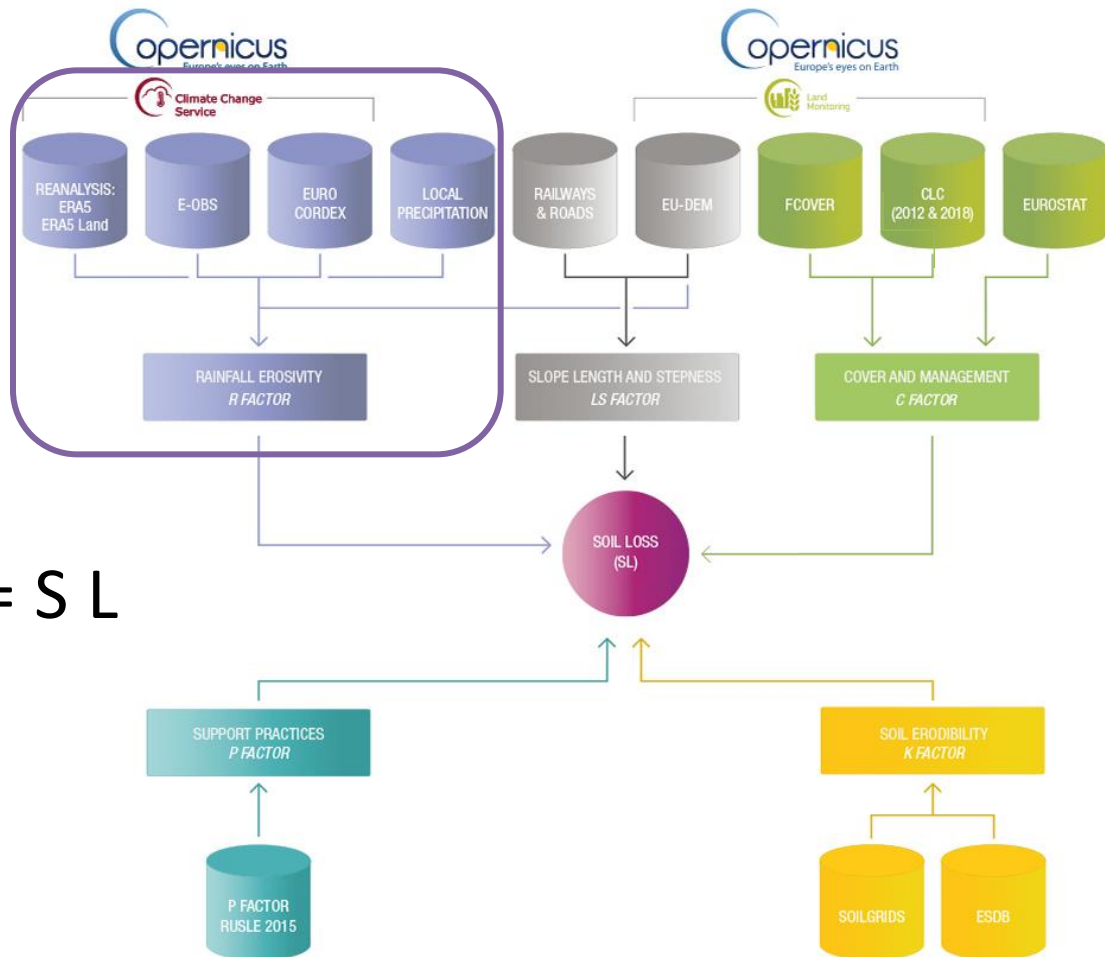 opernicus
Europe's eyes on Earth
opernicus
Europe's eyes on Earth
Climate Change
Service
Land
Monitoring
REANALYSIS:
ERA5
ERA5 Land
E-OBS
EURO
CORDEX
LOCAL
PRECIPITATION
RAILWAYS
& ROADS
EU-DEM
FCOVER
CLC
(2012 & 2018)
EUROSTAT
RAINFALL EROSIVITY
R FACTOR
SLOPE LENGTH AND STEPNESS
LS FACTOR
COVER AND MANAGEMENT
C FACTOR
SOIL LOSS
(SL)
= S L
SUPPORT PRACTICES
P FACTOR
SOIL ERODIBILITY
K FACTOR
P FACTOR
RUSLE 2015
SOILGRIDS
ESDB